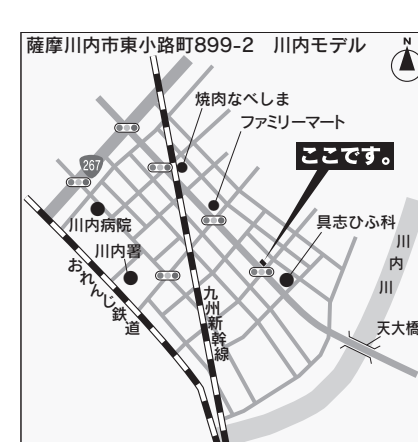 薩摩川内市東小路町899-2　川内モデル
N
焼肉なべしま
ファミリーマート
ここです。
267
川内病院
具志ひふ科
川内署
川内川
おれんじ鉄道
九州新幹線
天大橋